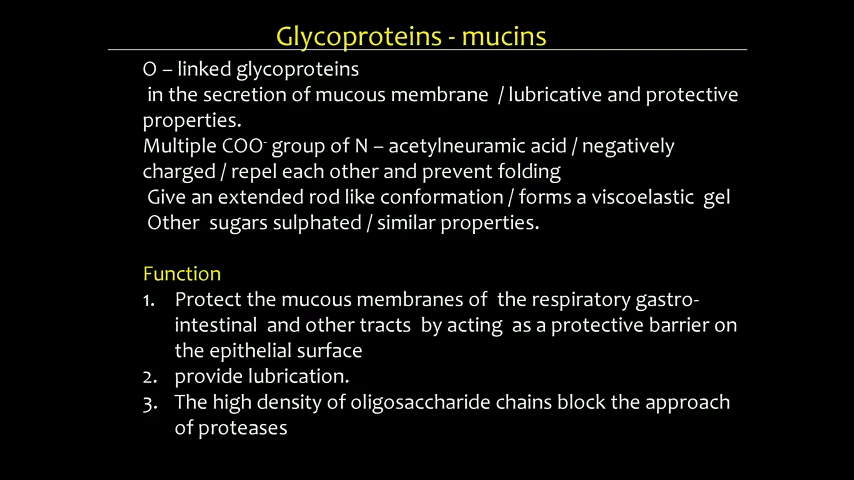 Glycoproteins - mucins
O – linked glycoproteins
in the secretion of mucous membrane / lubricative and protective
properties.
Multiple COO⁻ group of N – acetylneuramic acid / negatively
charged / repel each other and prevent folding
Give an extended rod like conformation / forms a viscoelastic gel
Other sugars sulphated / similar properties.
Function
1. Protect the mucous membranes of the respiratory gastro-
intestinal and other tracts by acting as a protective barrier on
the epithelial surface
2. provide lubrication.
3. The high density of oligosaccharide chains block the approach
of proteases